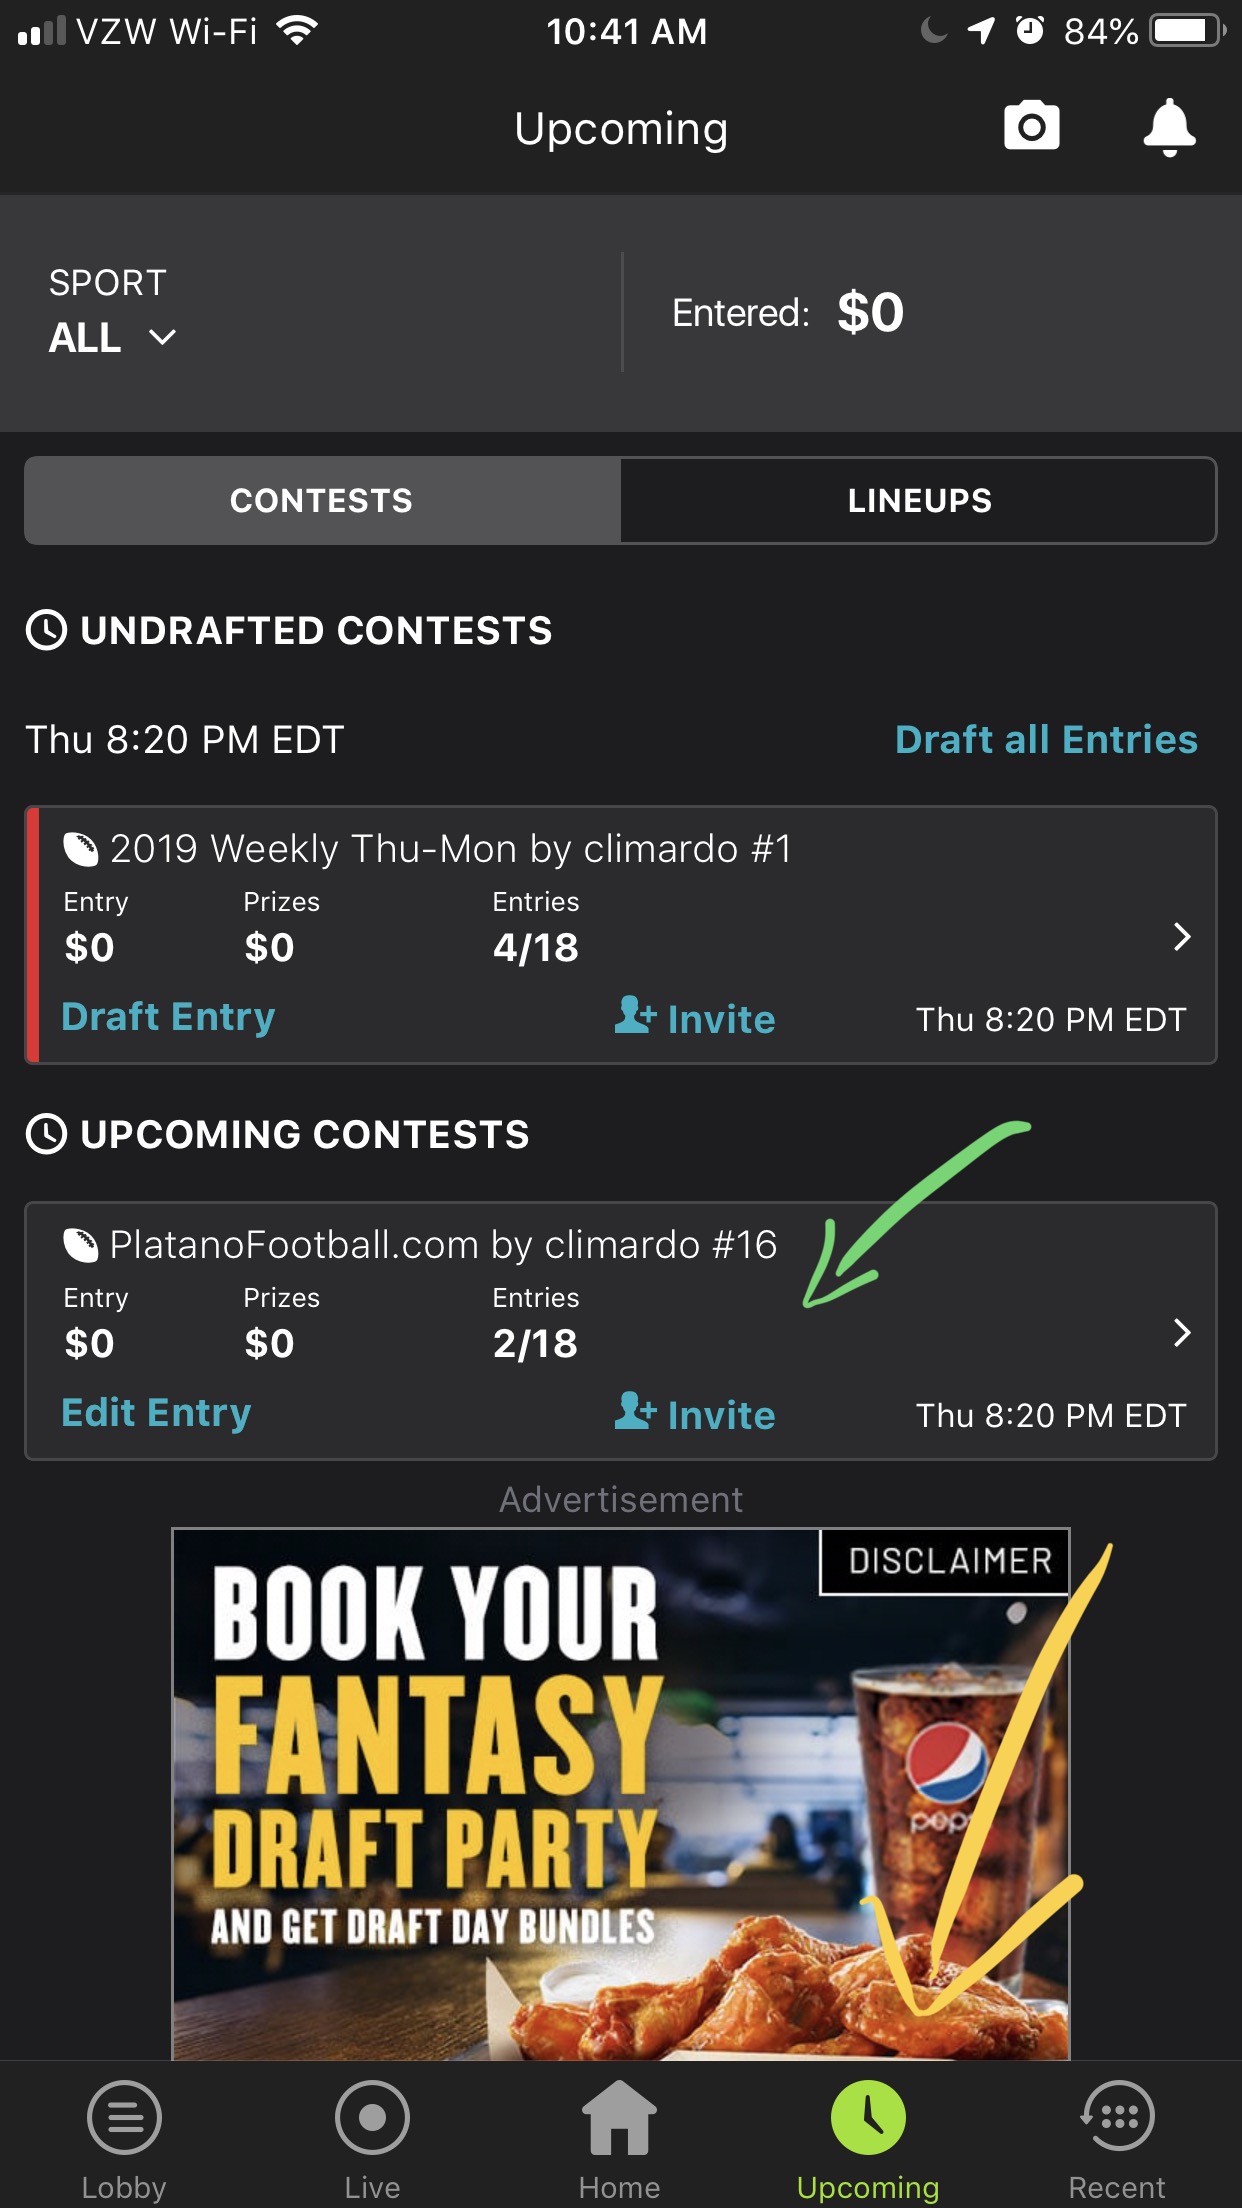 VZW Wi-Fi 10:41 AM 84%
Upcoming
SPORT
ALL
Entered: $0
CONTESTS LINEUPS
UNDRAFTED CONTESTS
Thu 8:20 PM EDT Draft all Entries
2019 Weekly Thu-Mon by climardo #1
Entry Prizes Entries
$0 $0 4/18
Draft Entry Invite Thu 8:20 PM EDT
UPCOMING CONTESTS
PlatanoFootball.com by climardo #16
Entry Prizes Entries
$0 $0 2/18
Edit Entry Invite Thu 8:20 PM EDT
Advertisement
DISCLAIMER
BOOK YOUR
FANTASY
DRAFT PARTY
AND GET DRAFT DAY BUNDLES
peps
Lobby Live Home Upcoming Recent